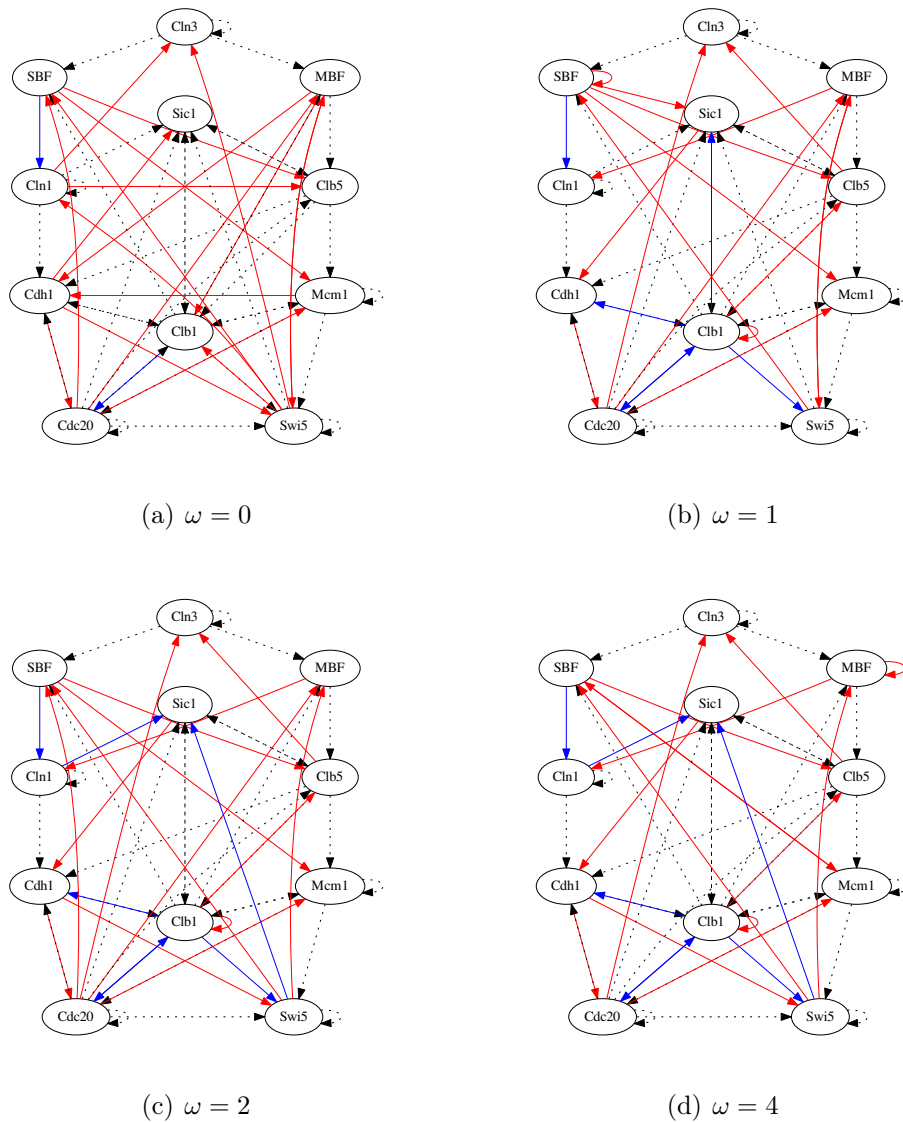 Cln3 Cln3
SBF MBF SBF MBF
Sic1 Sic1
Cln1 Clb5 Cln1 Clb5
Cdh1 Mcm1 Cdh1 Mcm1
Clb1 Clb1
Cdc20 Swi5 Cdc20 Swi5
(a) ω = 0 (b) ω = 1
Cln3 Cln3
SBF MBF SBF MBF
Sic1 Sic1
Cln1 Clb5 Cln1 Clb5
Cdh1 Mcm1 Cdh1 Mcm1
Clb1 Clb1
Cdc20 Swi5 Cdc20 Swi5
(c) ω = 2 (d) ω = 4